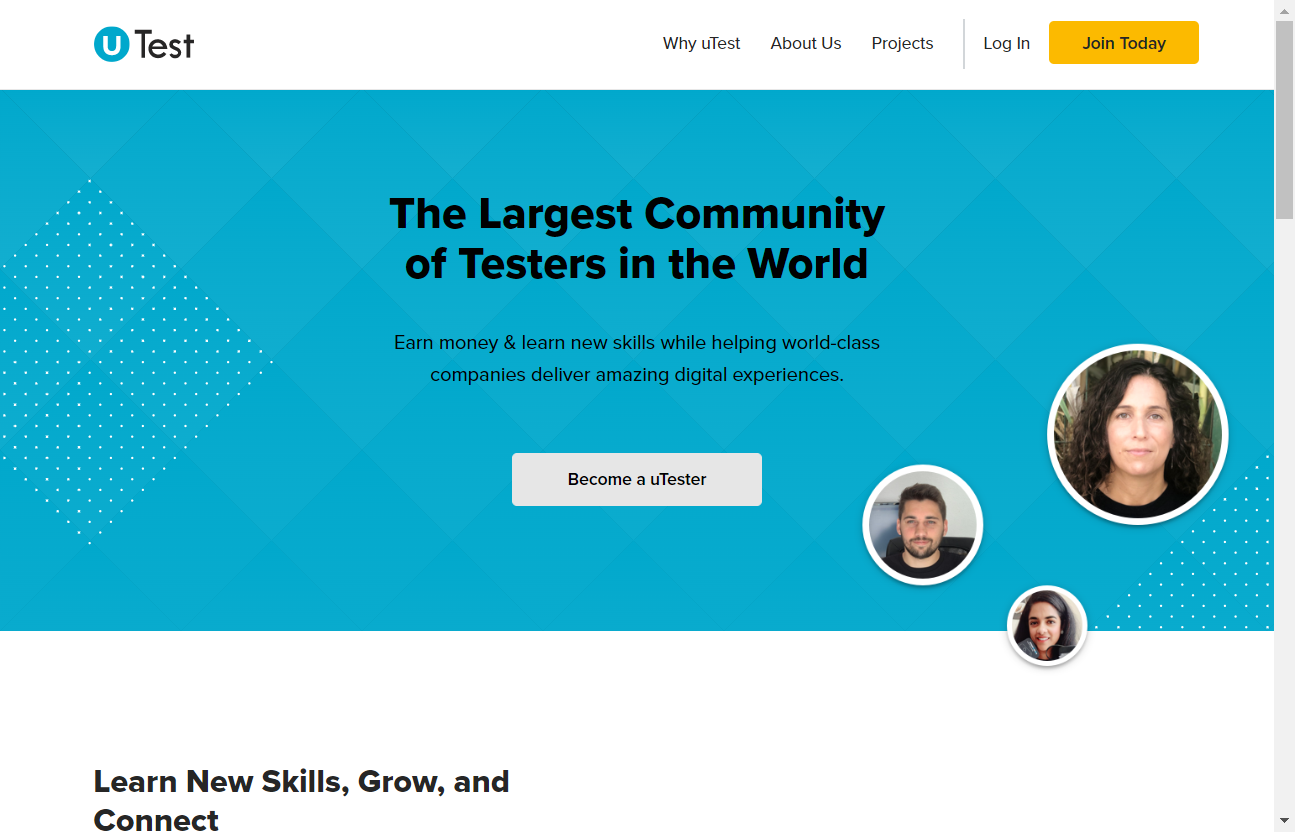 u Test
Why uTest
About Us
Projects
Log In
Join Today
The Largest Community
of Testers in the World
Earn money & learn new skills while helping world-class
companies deliver amazing digital experiences.
Become a uTester
Learn New Skills, Grow, and
Connect